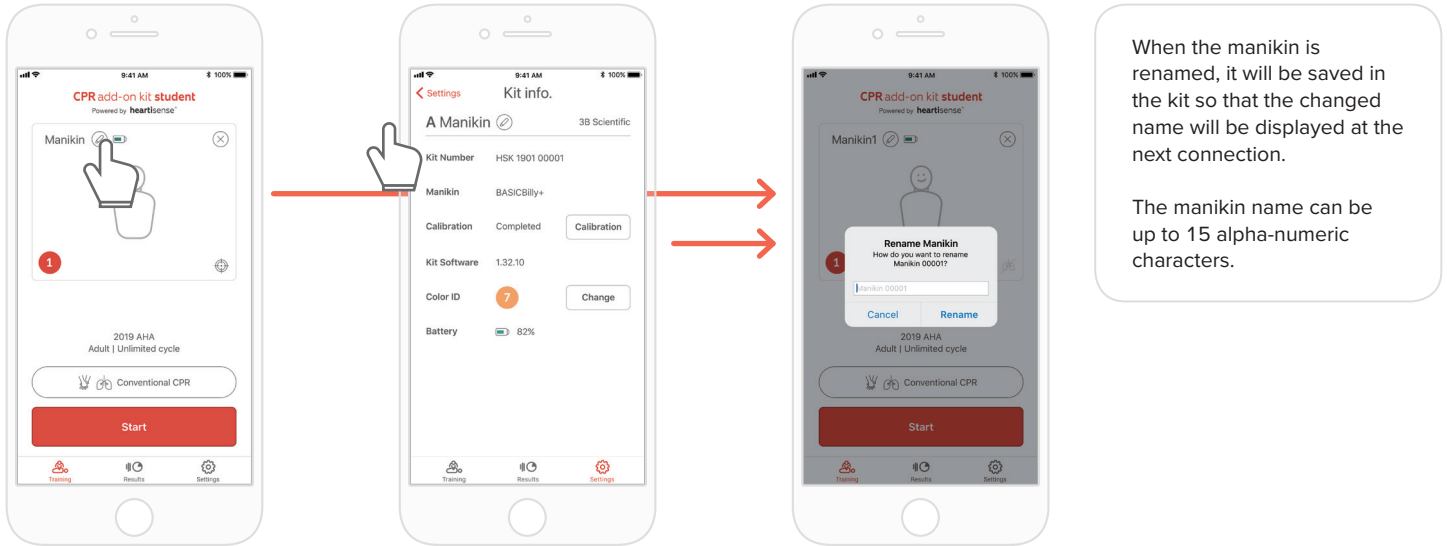 9:41 AM
100%
CPR add-on kit student
Powered by heartisense®
Manikin
1
2019 AHA
Adult | Unlimited cycle
Conventional CPR
Start
Training
Results
Settings
9:41 AM
100%
Settings
Kit info.
A Manikin
3B Scientific
Kit Number
HSK 1901 00001
Manikin
BASICBilly+
Calibration
Completed
Calibration
Kit Software
1.32.10
Color ID
7
Change
Battery
82%
Training
Results
Settings
9:41 AM
100%
CPR add-on kit student
Powered by heartisense®
Manikin1
1
Rename Manikin
How do you want to rename
Manikin 00001?
Manikin 00001
Cancel
Rename
2019 AHA
Adult | Unlimited cycle
Conventional CPR
Start
Training
Results
Settings
When the manikin is
renamed, it will be saved in
the kit so that the changed
name will be displayed at the
next connection.
The manikin name can be
up to 15 alpha-numeric
characters.